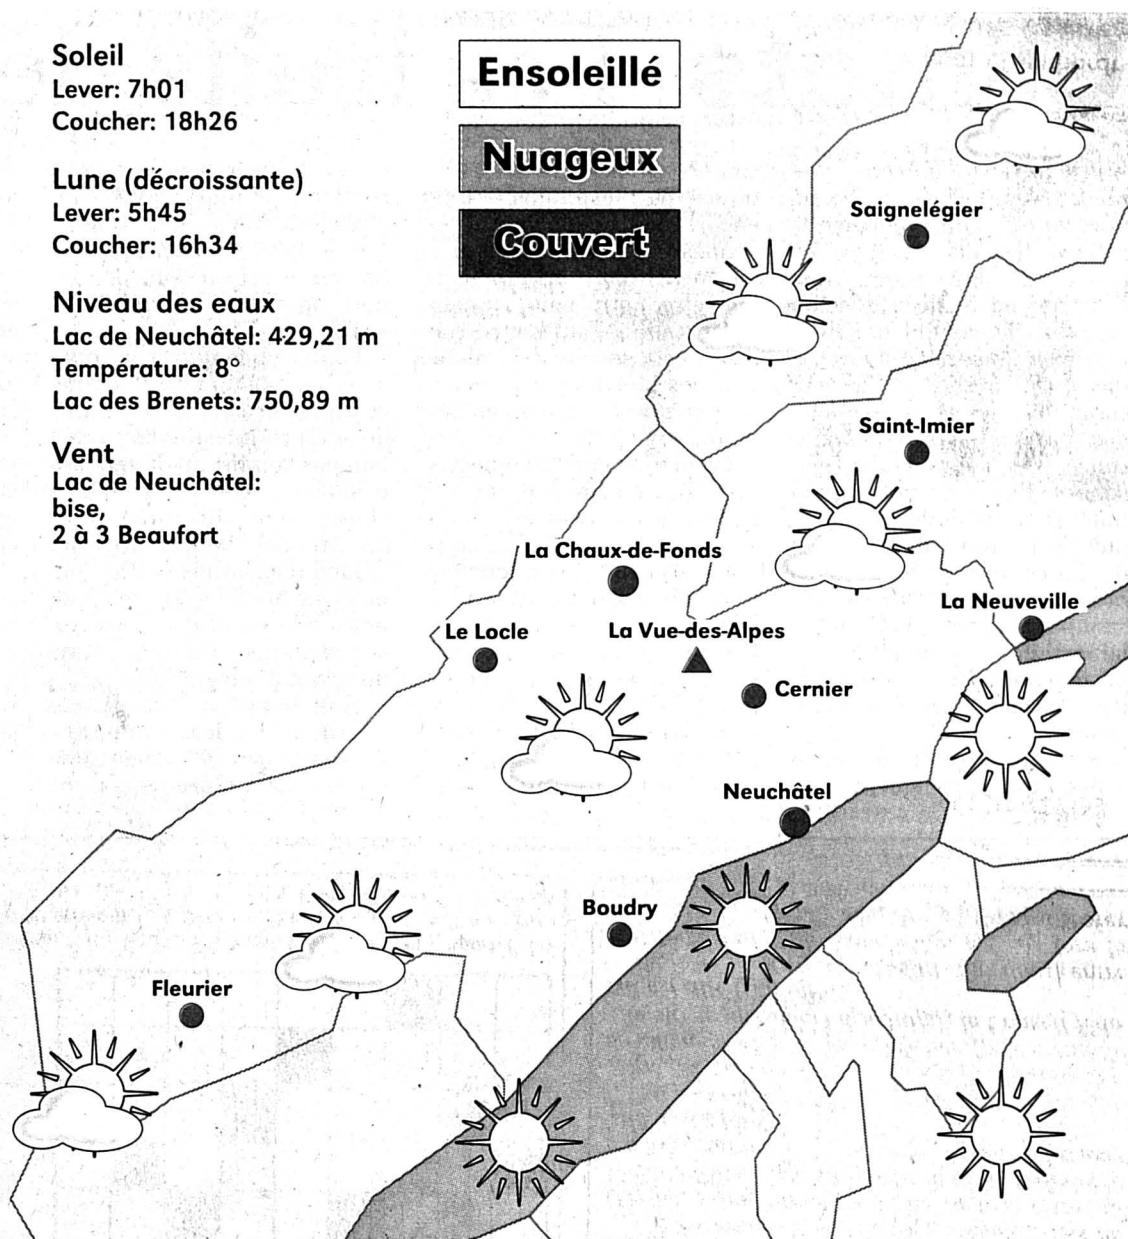 Soleil
Lever: 7h01
Coucher: 18h26
Lune (décroissante)
Lever: 5h45
Coucher: 16h34
Niveau des eaux
Lac de Neuchâtel: 429,21 m
Température: 8°
Lac des Brenets: 750,89 m
Vent
Lac de Neuchâtel:
bise,
2 à 3 Beaufort
Ensoleillé
Nuageux
Couvert
Saignelégier
Saint-Imier
La Chaux-de-Fonds
La Neuveville
Le Locle
La Vue-des-Alpes
Cernier
Neuchâtel
Boudry
Fleurier